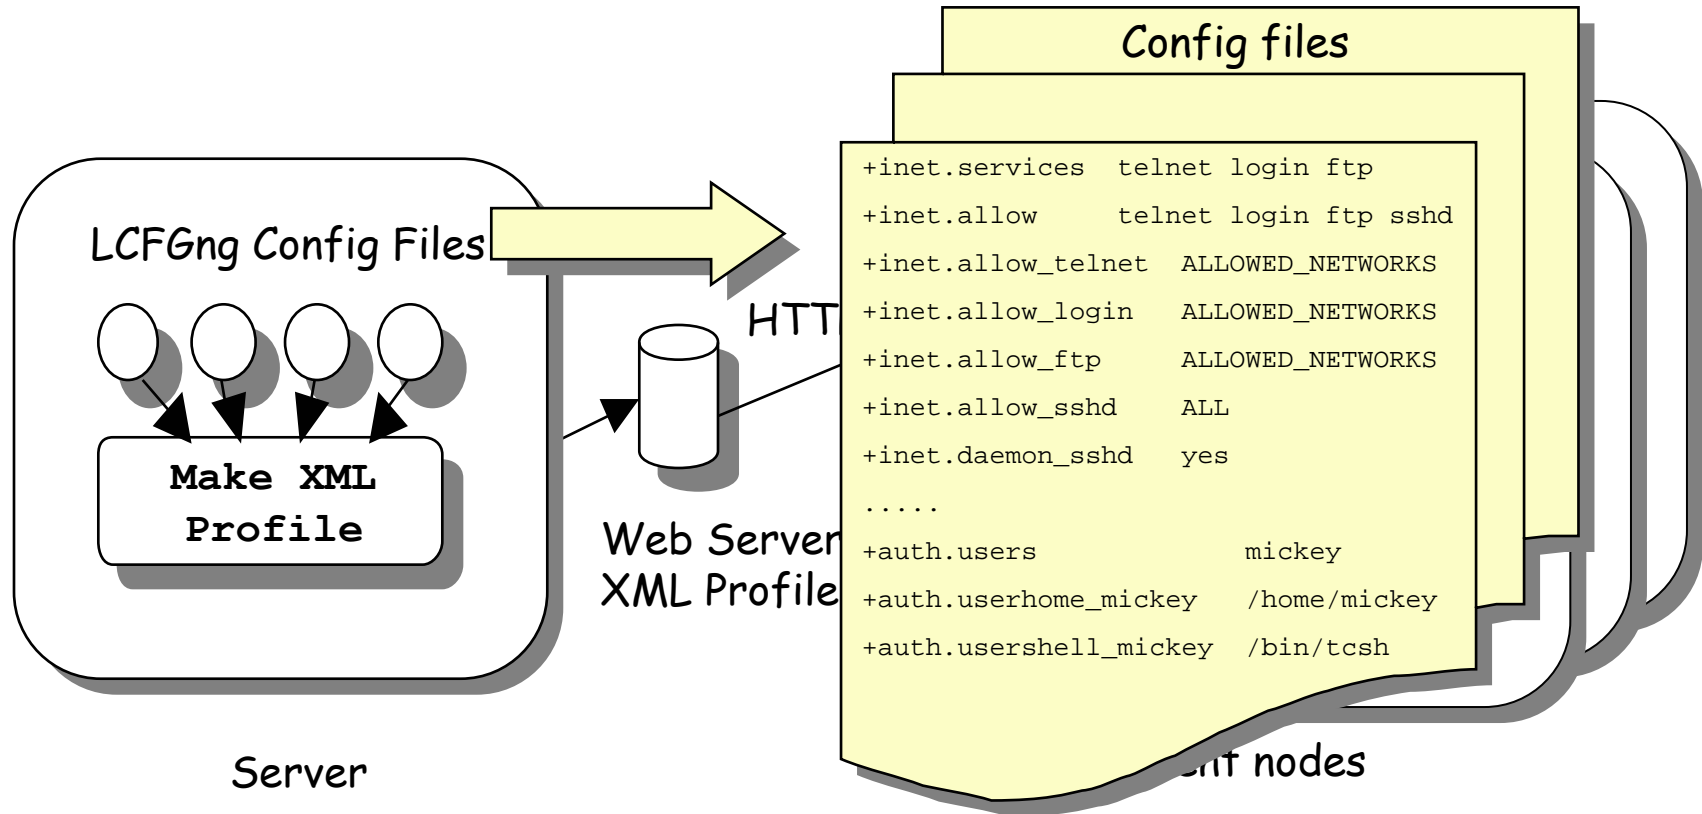 Config files
+inet.services telnet login ftp
+inet.allow telnet login ftp sshd
+inet.allow_telnet ALLOWED_NETWORKS
+inet.allow_login ALLOWED_NETWORKS
+inet.allow_ftp ALLOWED_NETWORKS
+inet.allow_sshd ALL
+inet.daemon_sshd yes
.....
+auth.users mickey
+auth.userhome_mickey /home/mickey
+auth.usershell_mickey /bin/tcsh
LCFGng Config Files
Make XML
Profile
Server
Web Server
XML Profile
nodes